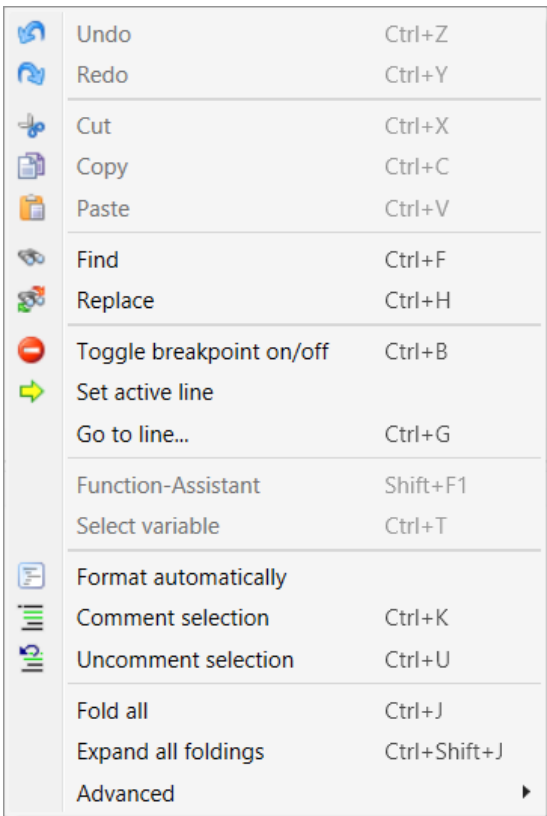 Undo Ctrl+Z
Redo Ctrl+Y
Cut Ctrl+X
Copy Ctrl+C
Paste Ctrl+V
Find Ctrl+F
Replace Ctrl+H
Toggle breakpoint on/off Ctrl+B
Set active line
Go to line... Ctrl+G
Function-Assistant Shift+F1
Select variable Ctrl+T
Format automatically
Comment selection Ctrl+K
Uncomment selection Ctrl+U
Fold all Ctrl+J
Expand all foldings Ctrl+Shift+J
Advanced